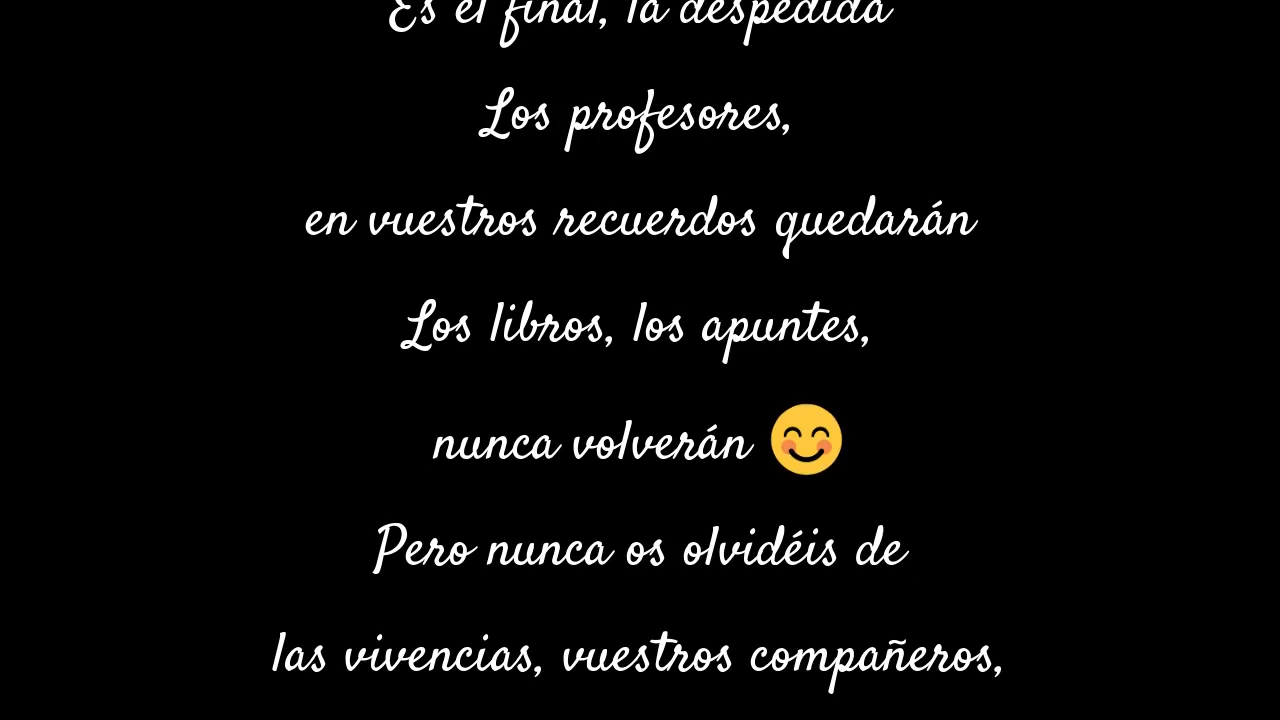 Es el final, la despedida
Los profesores,
en vuestros recuerdos quedarán
Los libros, los apuntes,
nunca volverán 😊
Pero nunca os olvidéis de
las vivencias, vuestros compañeros,